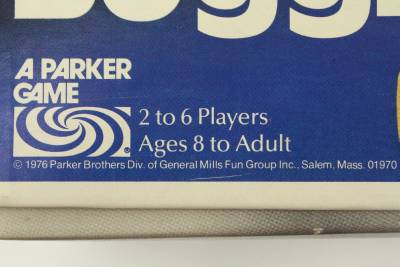 A PARKER
GAME
2 to 6 Players
Ages 8 to Adult
© 1976 Parker Brothers Div. of General Mills Fun Group Inc., Salem, Mass. 01970